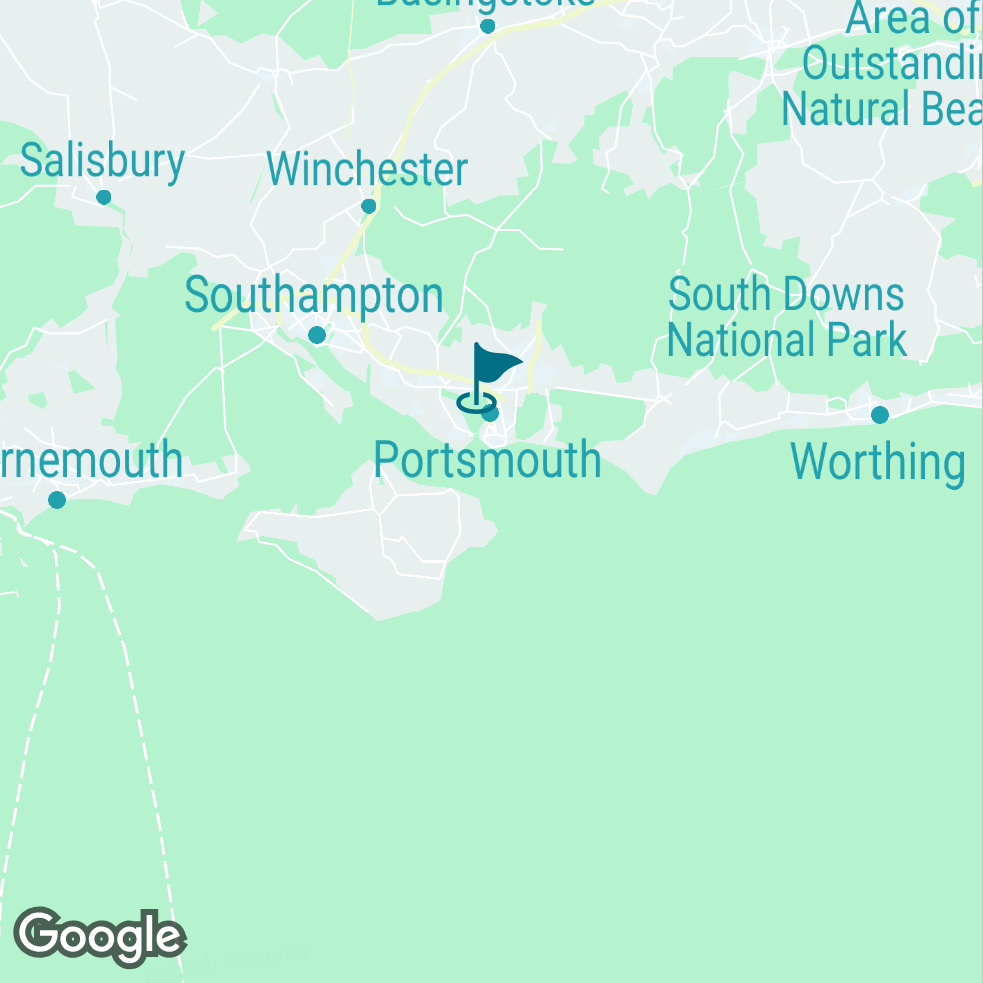 Area of
Outstandi
Natural Bea
Salisbury
Winchester
Southampton
South Downs
National Park
rnemouth
Portsmouth
Worthing
Google